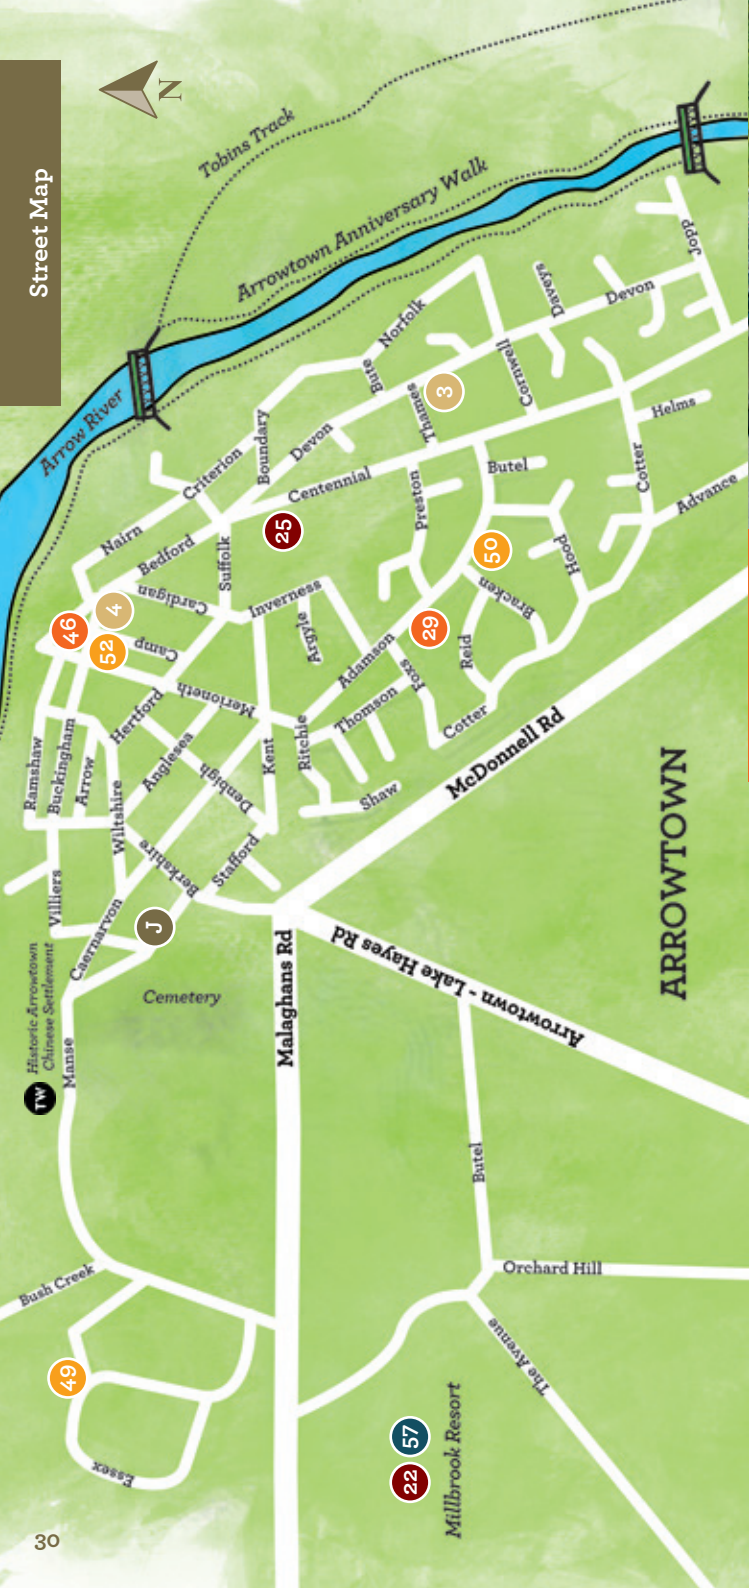 Street Map
N
Tobins Track
Arrowtown Anniversary Walk
Arrow River
Jopp
Devon
Daveys
Norfolk
Bute
Cornwell
3
Thames
Helms
Cotter
Advance
Boundary
Devon
Criterion
Centennial
Butel
Preston
Nairn
Bedford
Suffolk
25
50
Hood
Bracken
Cardigan
Inverness
4
46
52
Camp
Argyle
29
Reid
Adamson
Foxs
Merioneth
Hertford
Thomson
Cotter
McDonnell Rd
Ramshaw
Buckingham
Arrow
Anglesea
Kent
Ritchie
Denbigh
Shaw
Wiltshire
Berkshire
Stafford
ARROWTOWN
Villiers
Caernarvon
J
Historic Arrowtown
Chinese Settlement
TW
Cemetery
Malaghans Rd
Arrowtown - Lake Hayes Rd
Manse
Butel
Bush Creek
Orchard Hill
The Avenue
49
Essex
57
22
Millbrook Resort
30